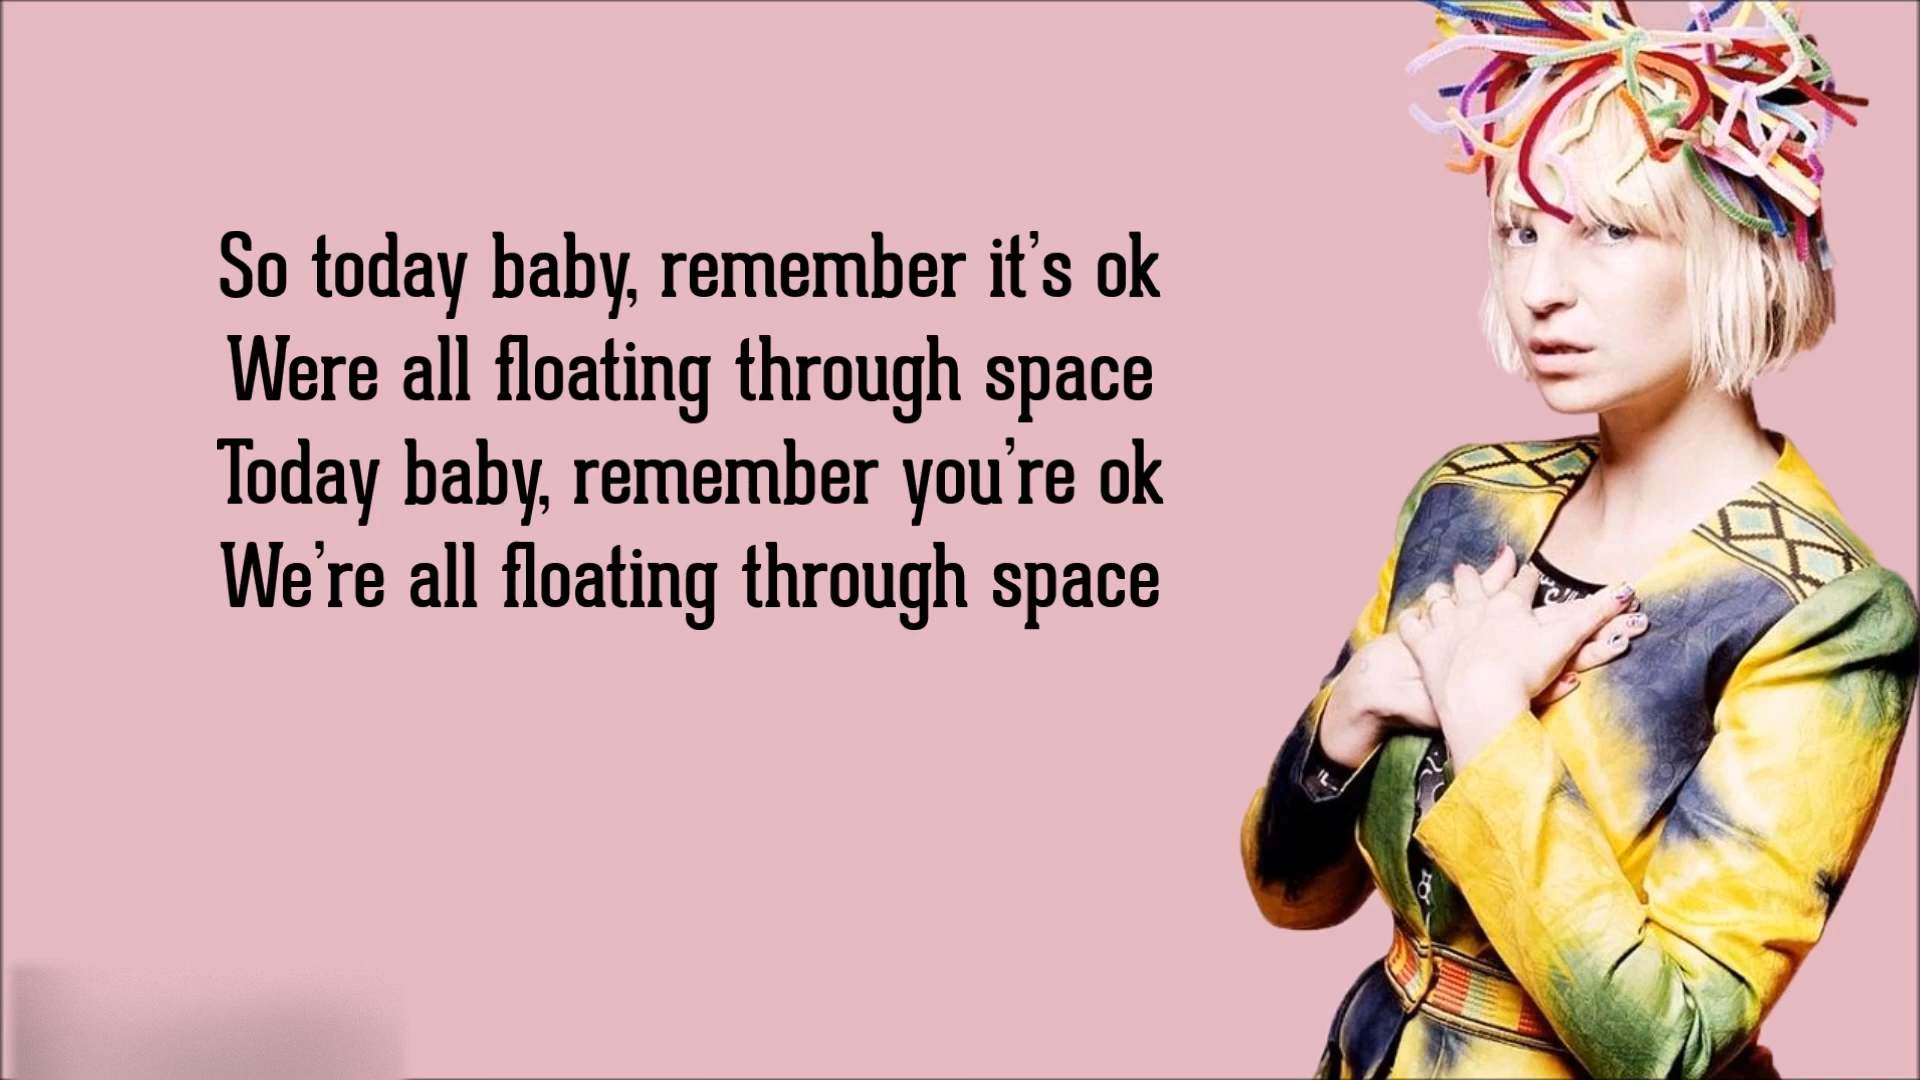 So today baby, remember it's ok
Were all floating through space
Today baby, remember you're ok
We're all floating through space